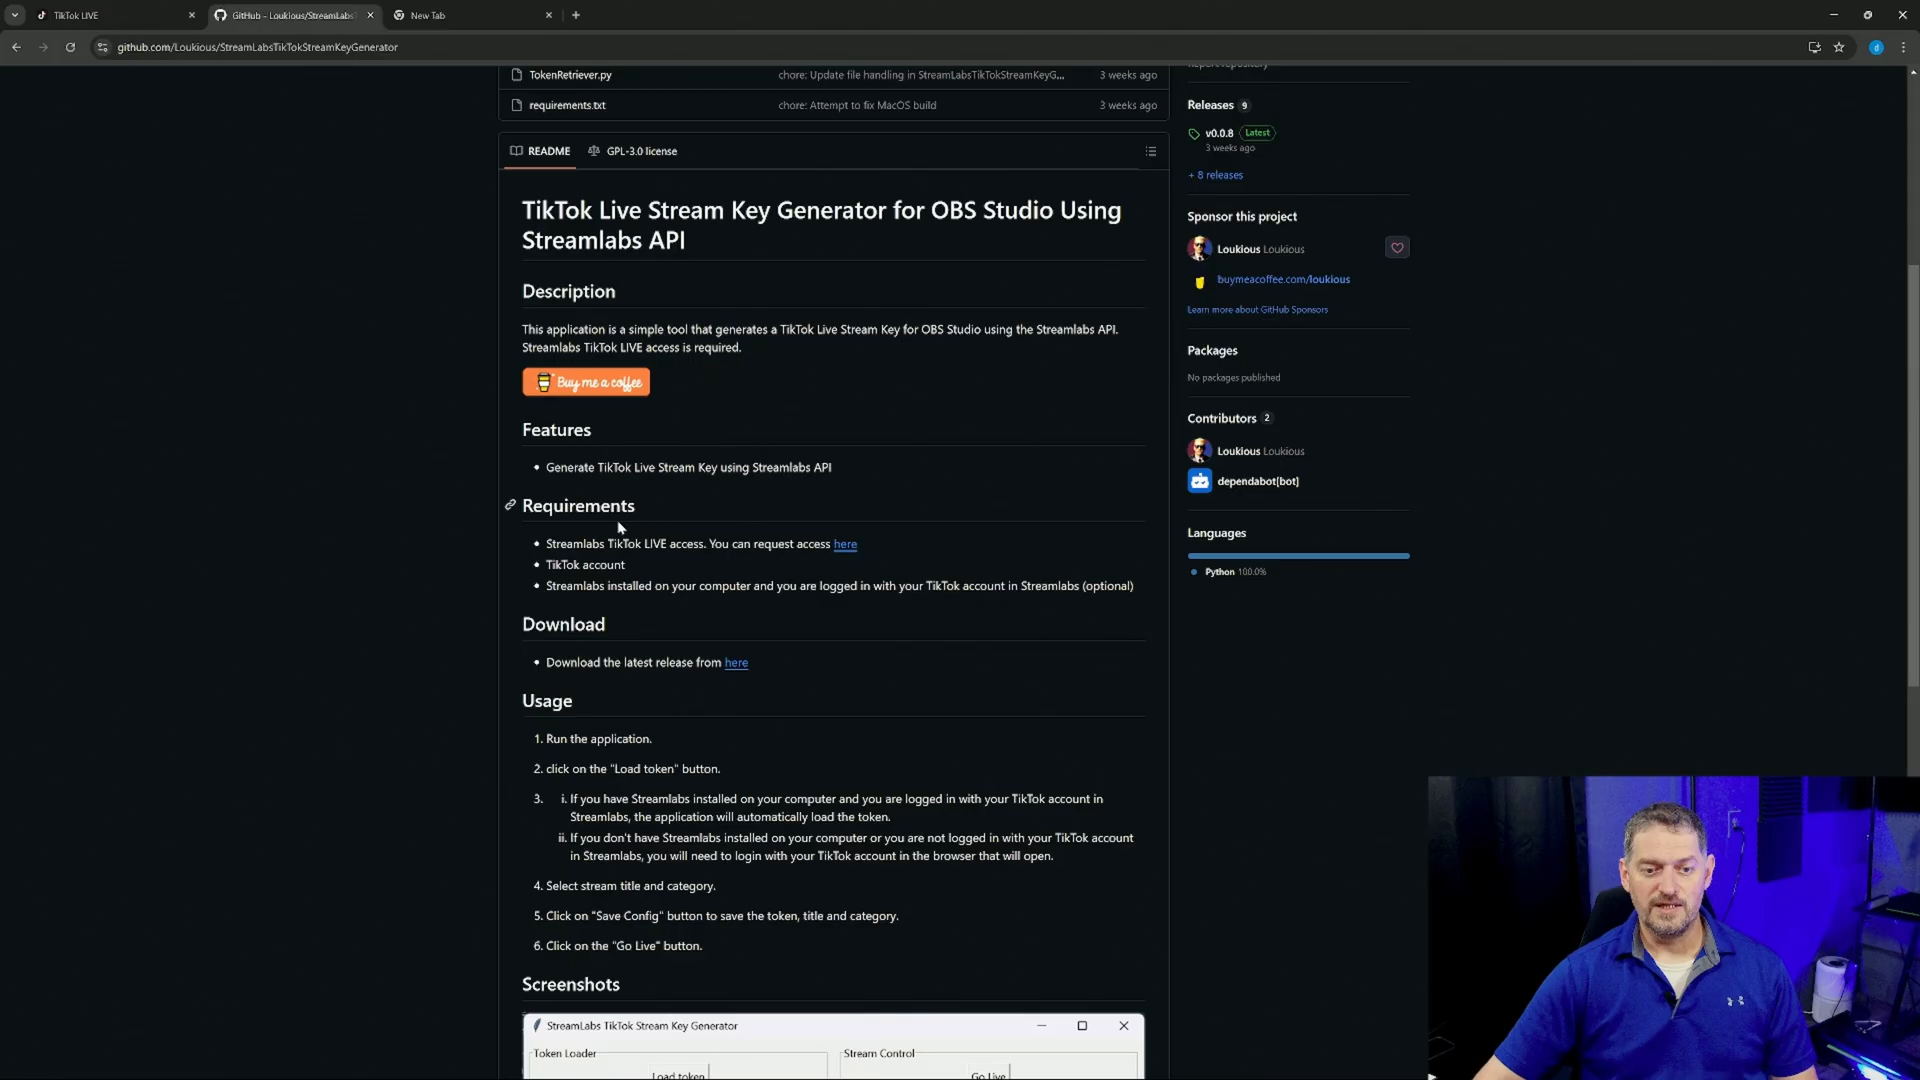 TikTok LIVE
GitHub - Loukious/StreamLabsT
New Tab
github.com/Loukious/StreamLabsTikTokStreamKeyGenerator
d
TokenRetriever.py chore: Update file handling in StreamLabsTikTokStreamKeyG... 3 weeks ago
requirements.txt chore: Attempt to fix MacOS build 3 weeks ago
README GPL-3.0 license
TikTok Live Stream Key Generator for OBS Studio Using
Streamlabs API
Description
This application is a simple tool that generates a TikTok Live Stream Key for OBS Studio using the Streamlabs API.
Streamlabs TikTok LIVE access is required.
Buy me a coffee
Features
• Generate TikTok Live Stream Key using Streamlabs API
Requirements
• Streamlabs TikTok LIVE access. You can request access here
• TikTok account
• Streamlabs installed on your computer and you are logged in with your TikTok account in Streamlabs (optional)
Download
• Download the latest release from here
Usage
1. Run the application.
2. click on the "Load token" button.
3. i. If you have Streamlabs installed on your computer and you are logged in with your TikTok account in
Streamlabs, the application will automatically load the token.
ii. If you don't have Streamlabs installed on your computer or you are not logged in with your TikTok account
in Streamlabs, you will need to login with your TikTok account in the browser that will open.
4. Select stream title and category.
5. Click on "Save Config" button to save the token, title and category.
6. Click on the "Go Live" button.
Screenshots
StreamLabs TikTok Stream Key Generator
Token Loader Stream Control
Load token Go Live
Report repository
Releases 9
v0.0.8 Latest
3 weeks ago
+ 8 releases
Sponsor this project
Loukious Loukious
buymeacoffee.com/loukious
Learn more about GitHub Sponsors
Packages
No packages published
Contributors 2
Loukious Loukious
dependabot[bot]
Languages
Python 100.0%